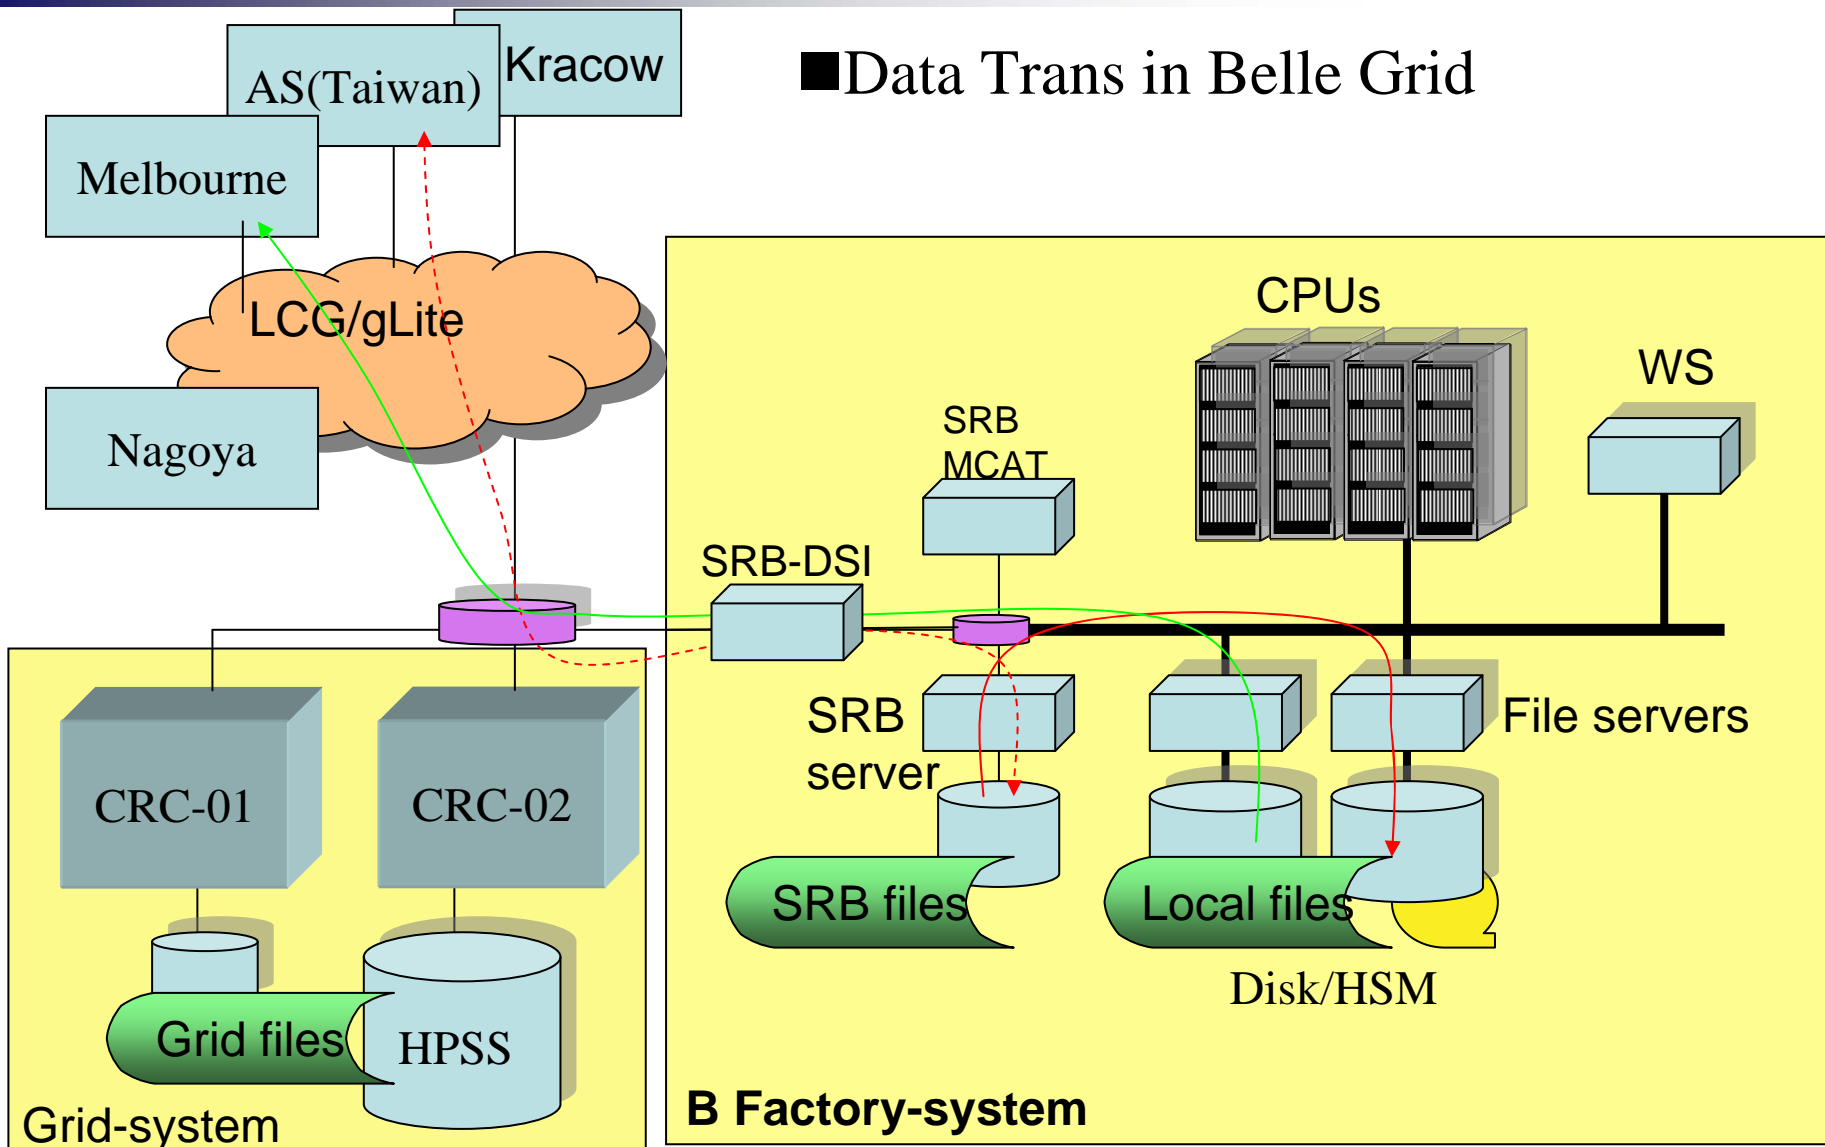 Kracow
AS(Taiwan)
■Data Trans in Belle Grid
Melbourne
LCG/gLite
Nagoya
CPUs
WS
SRB
MCAT
SRB-DSI
SRB
server
File servers
CRC-01
CRC-02
SRB files
Local files
Disk/HSM
Grid files
HPSS
Grid-system
B Factory-system